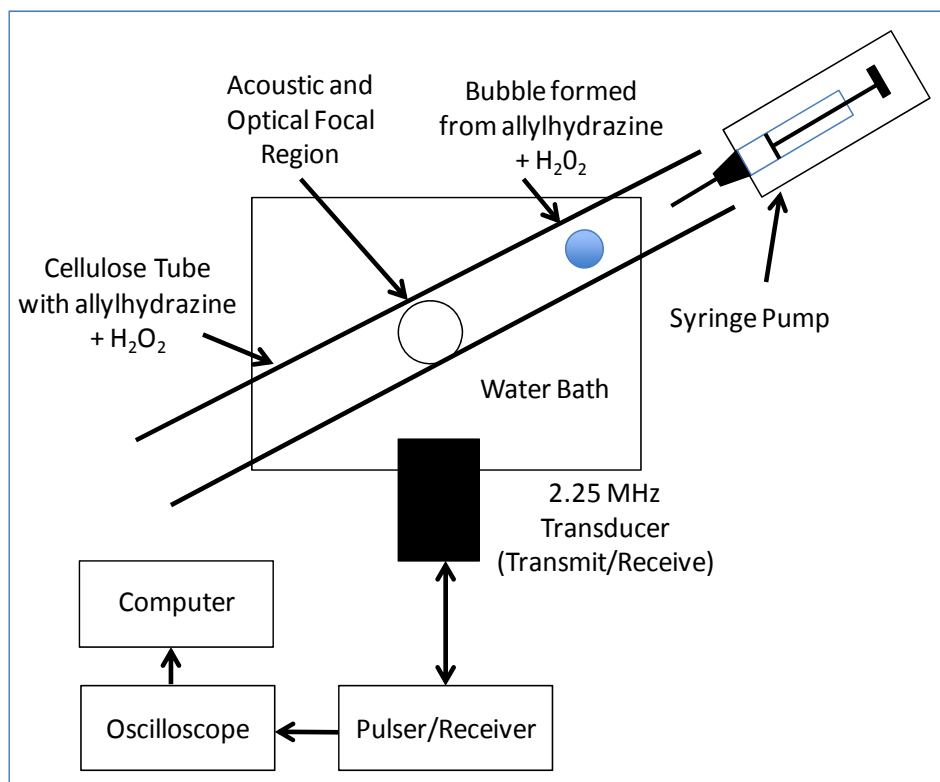 Acoustic and
Optical Focal
Region
Bubble formed
from allylhydrazine
+ H₂O₂
Cellulose Tube
with allylhydrazine
+ H₂O₂
Syringe Pump
Water Bath
2.25 MHz
Transducer
(Transmit/Receive)
Computer
Oscilloscope
Pulser/Receiver